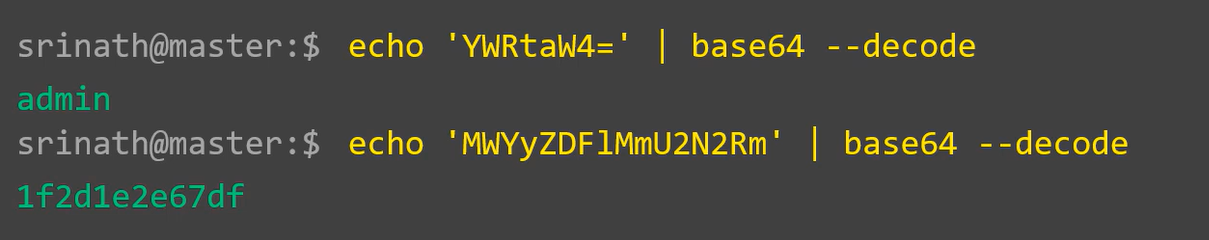 srinath@master:$ echo 'YWRtaW4=' | base64 --decode
admin
srinath@master:$ echo 'MWYyZDFlMmU2N2Rm' | base64 --decode
1f2d1e2e67df